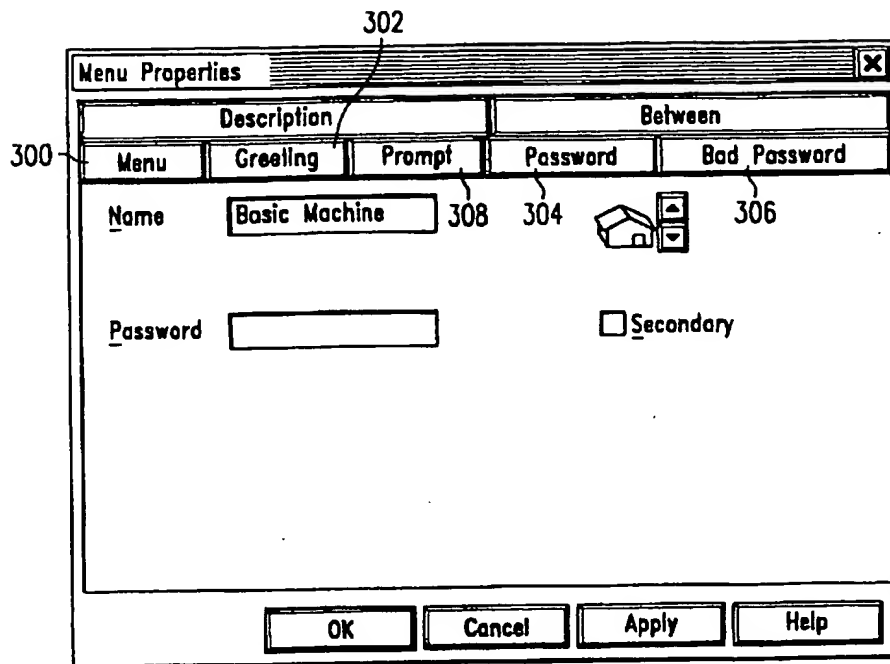 302
Menu Properties
Description Between
300 Menu Greeting Prompt Password Bad Password
Name Basic Machine 308 304 306
Password Secondary
OK Cancel Apply Help